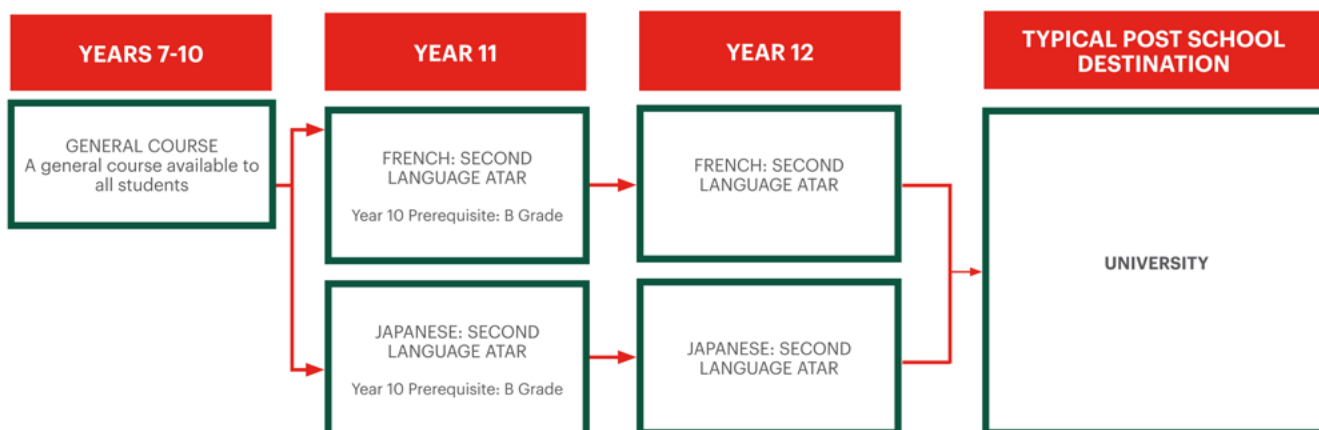 YEARS 7-10
GENERAL COURSE
A general course available to
all students
YEAR 11
FRENCH: SECOND
LANGUAGE ATAR
Year 10 Prerequisite: B Grade
JAPANESE: SECOND
LANGUAGE ATAR
Year 10 Prerequisite: B Grade
YEAR 12
FRENCH: SECOND
LANGUAGE ATAR
JAPANESE: SECOND
LANGUAGE ATAR
TYPICAL POST SCHOOL
DESTINATION
UNIVERSITY